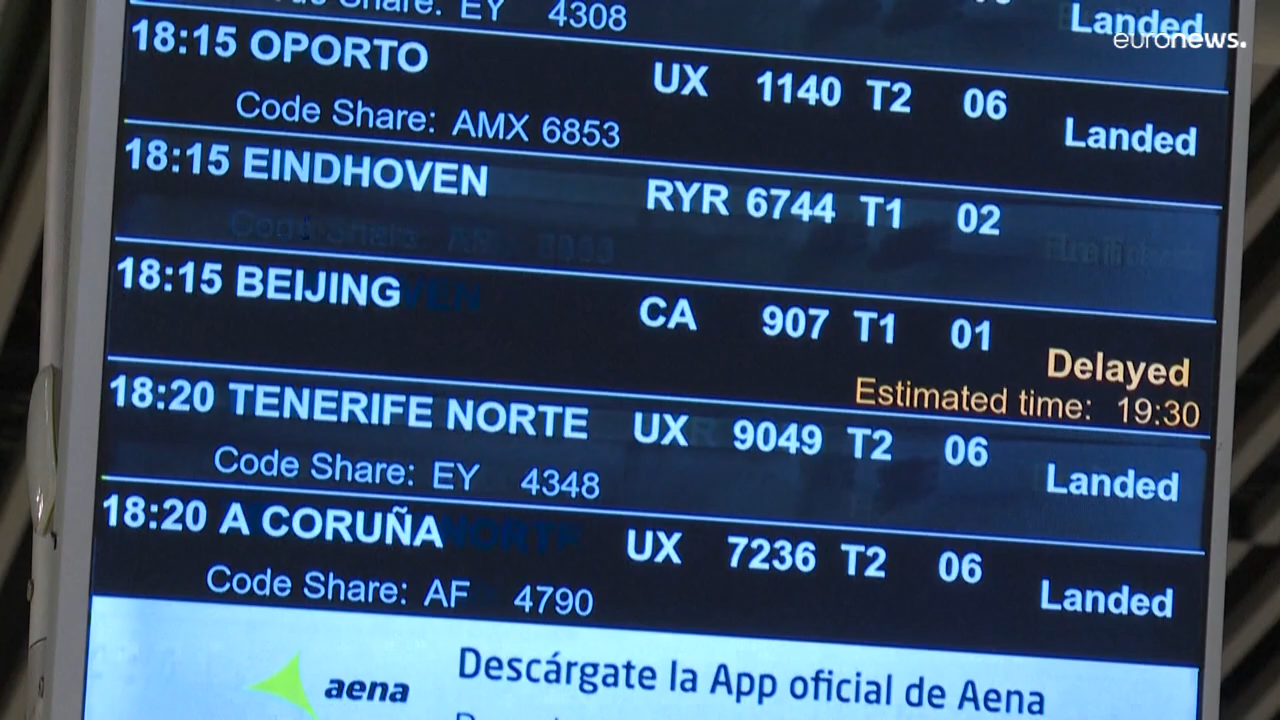 Share: EY 4308
Landed
euronews.
18:15 OPORTO UX 1140 T2 06 Landed
Code Share: AMX 6853
18:15 EINDHOVEN RYR 6744 T1 02
18:15 BEIJING CA 907 T1 01 Delayed
Estimated time: 19:30
18:20 TENERIFE NORTE UX 9049 T2 06 Landed
Code Share: EY 4348
18:20 A CORUÑA UX 7236 T2 06 Landed
Code Share: AF 4790
aena
Descárgate la App oficial de Aena